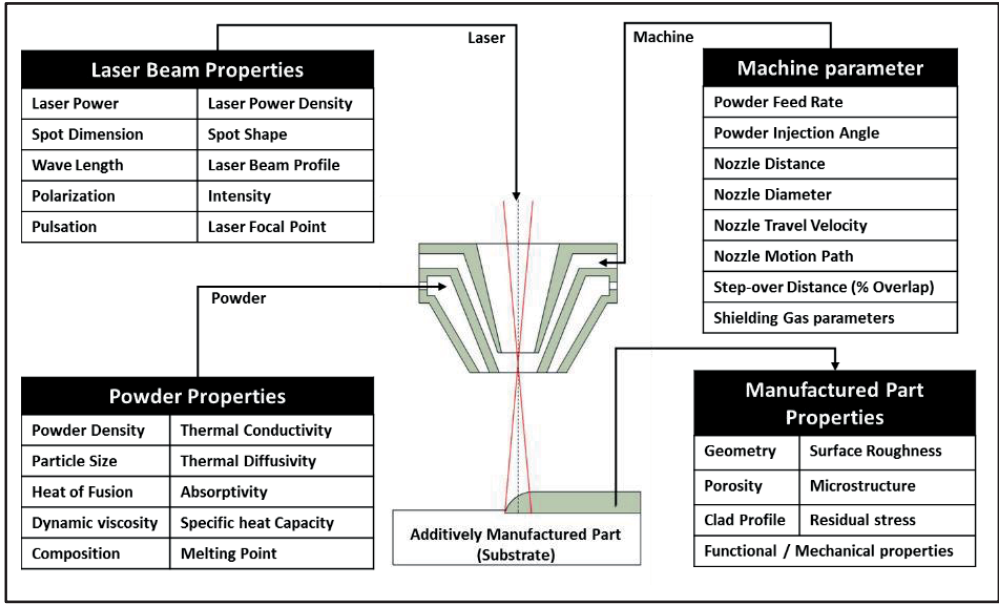 Laser
Machine
Laser Beam Properties
Laser Power Laser Power Density
Spot Dimension Spot Shape
Wave Length Laser Beam Profile
Polarization Intensity
Pulsation Laser Focal Point
Machine parameter
Powder Feed Rate
Powder Injection Angle
Nozzle Distance
Nozzle Diameter
Nozzle Travel Velocity
Nozzle Motion Path
Step-over Distance (% Overlap)
Shielding Gas parameters
Powder
Powder Properties
Powder Density Thermal Conductivity
Particle Size Thermal Diffusivity
Heat of Fusion Absorptivity
Dynamic viscosity Specific heat Capacity
Composition Melting Point
Additively Manufactured Part
(Substrate)
Manufactured Part
Properties
Geometry Surface Roughness
Porosity Microstructure
Clad Profile Residual stress
Functional / Mechanical properties